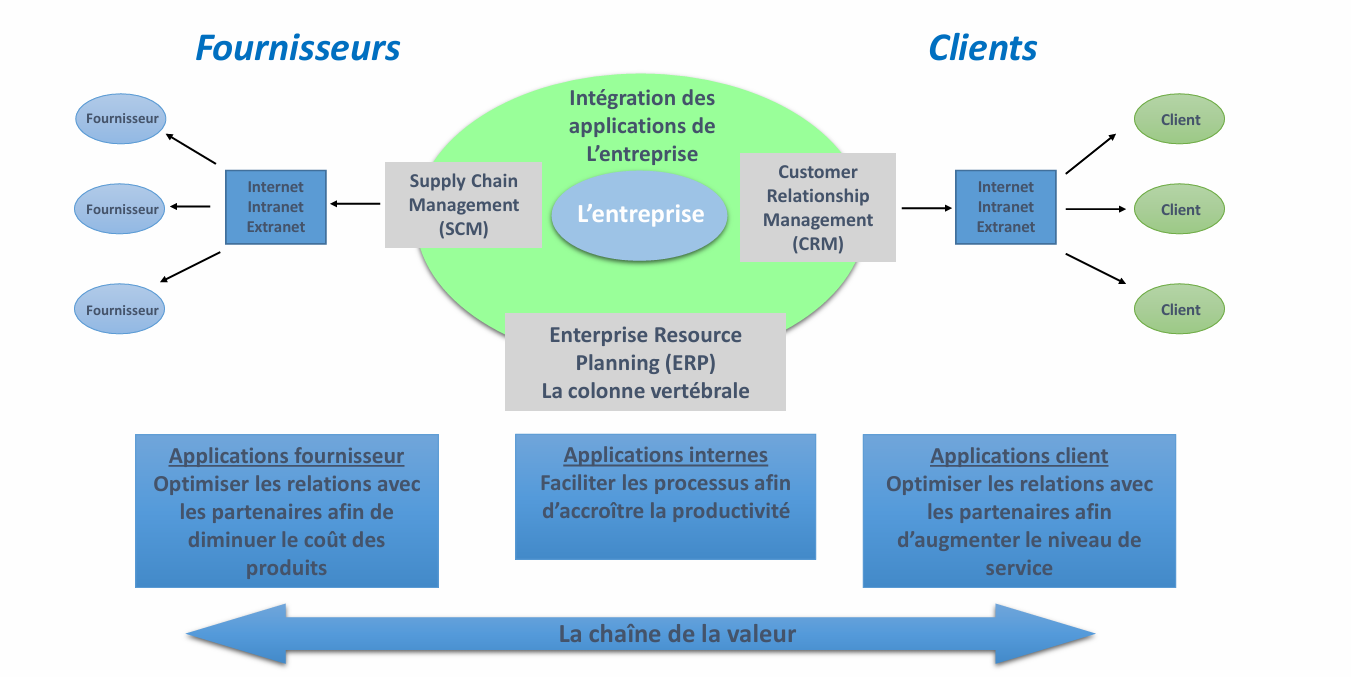 Fournisseurs
Clients
Intégration des
applications de
L’entreprise
Fournisseur
Fournisseur
Fournisseur
Internet
Intranet
Extranet
Supply Chain
Management
(SCM)
L’entreprise
Customer
Relationship
Management
(CRM)
Internet
Intranet
Extranet
Client
Client
Client
Enterprise Resource
Planning (ERP)
La colonne vertébrale
Applications fournisseur
Optimiser les relations avec
les partenaires afin de
diminuer le coût des
produits
Applications internes
Faciliter les processus afin
d’accroître la productivité
Applications client
Optimiser les relations avec
les partenaires afin
d’augmenter le niveau de
service
La chaîne de la valeur